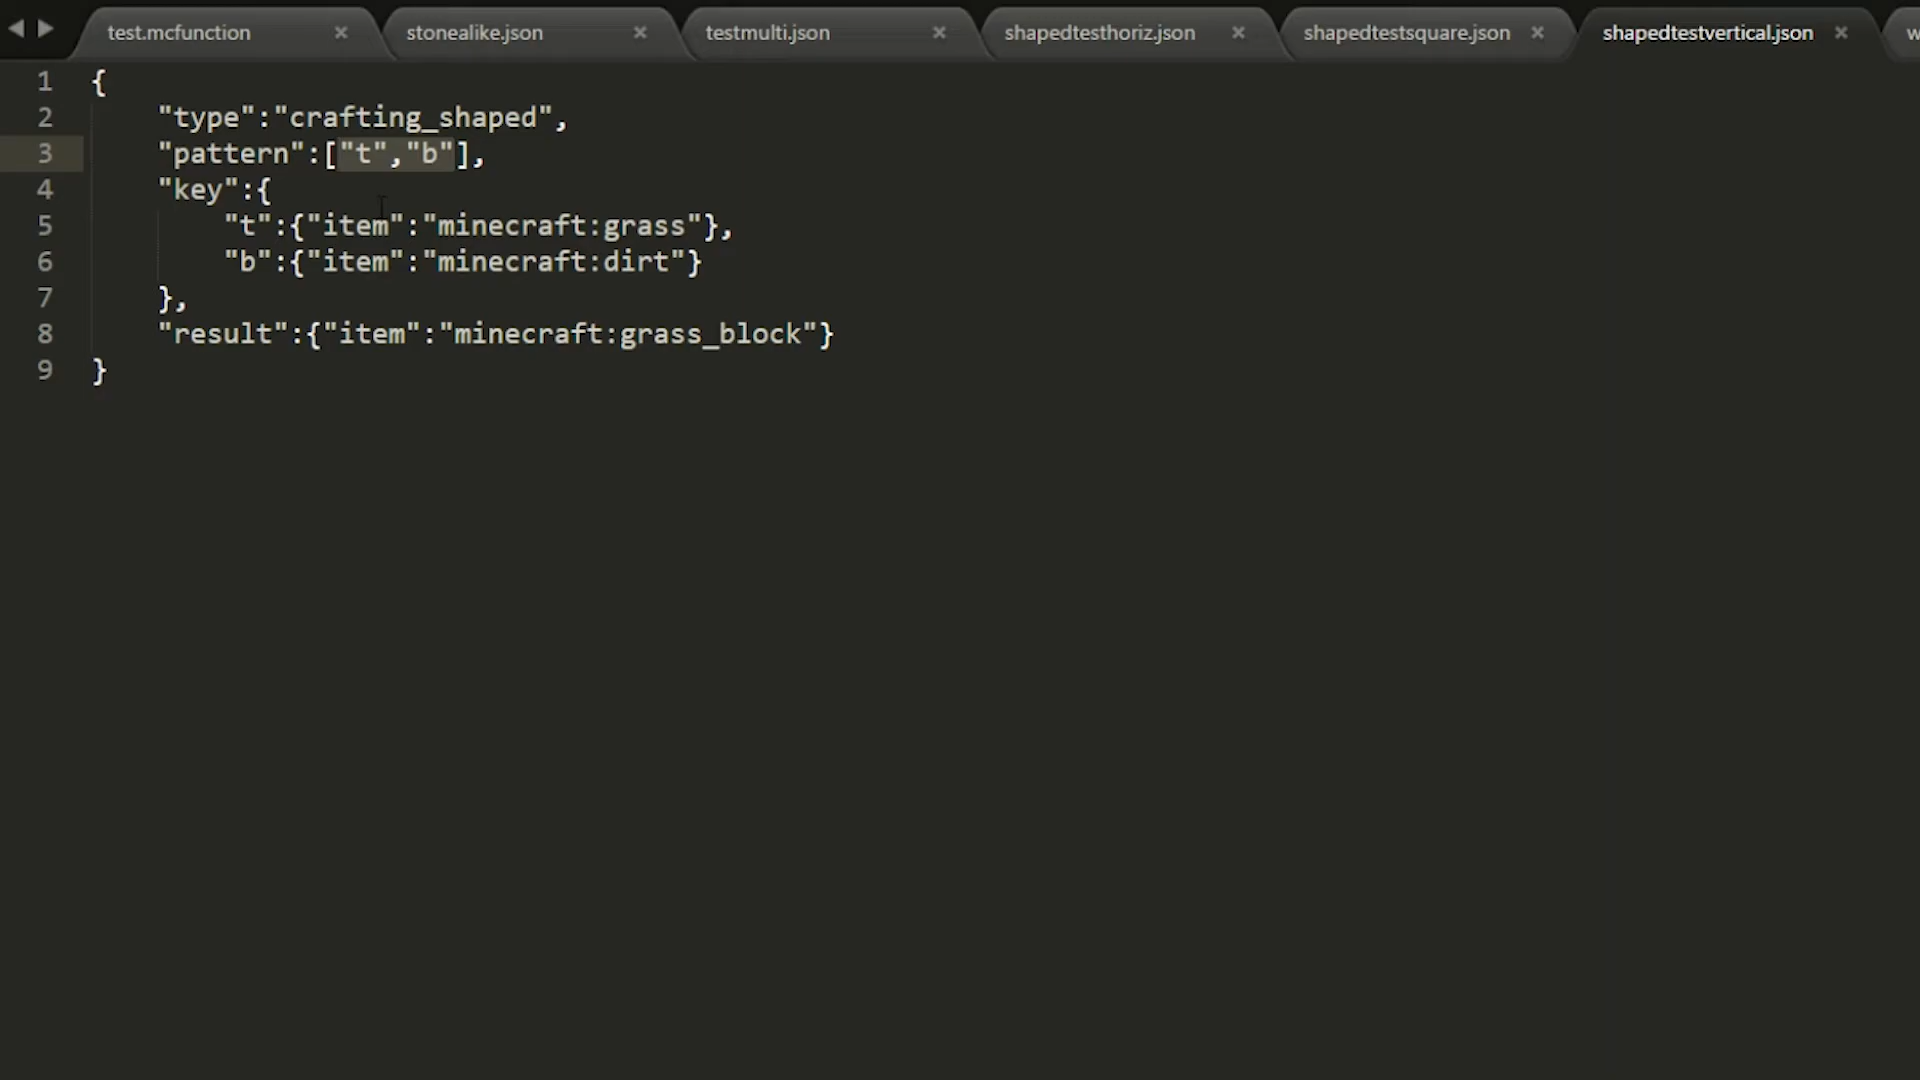 test.mcfunction × stonealike.json × testmulti.json × shapedtesthoriz.json × shapedtestsquare.json × shapedtestvertical.json × w
1 {
2 "type":"crafting_shaped",
3 "pattern":["t","b"],
4 "key":{
5 "t":{"item":"minecraft:grass"},
6 "b":{"item":"minecraft:dirt"}
7 },
8 "result":{"item":"minecraft:grass_block"}
9 }